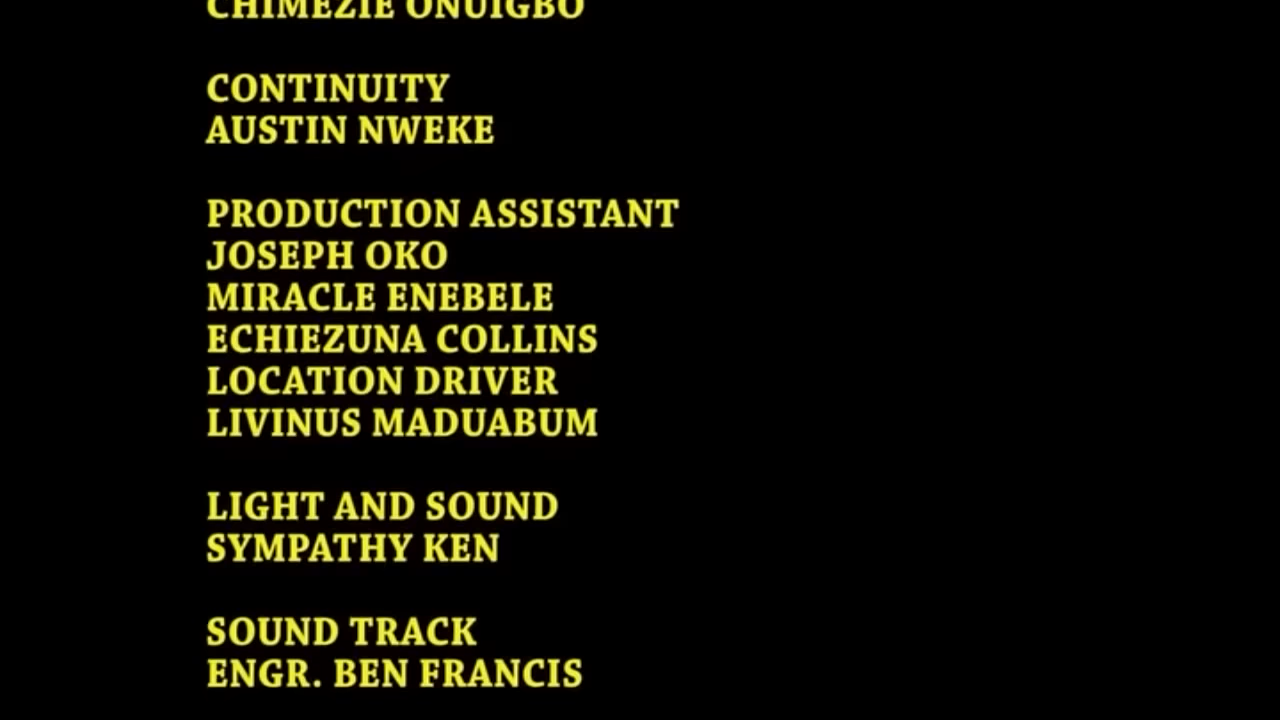 CHIMEZIE ONUIGBO
CONTINUITY
AUSTIN NWEKE
PRODUCTION ASSISTANT
JOSEPH OKO
MIRACLE ENEBELE
ECHIEZUNA COLLINS
LOCATION DRIVER
LIVINUS MADUABUM
LIGHT AND SOUND
SYMPATHY KEN
SOUND TRACK
ENGR. BEN FRANCIS